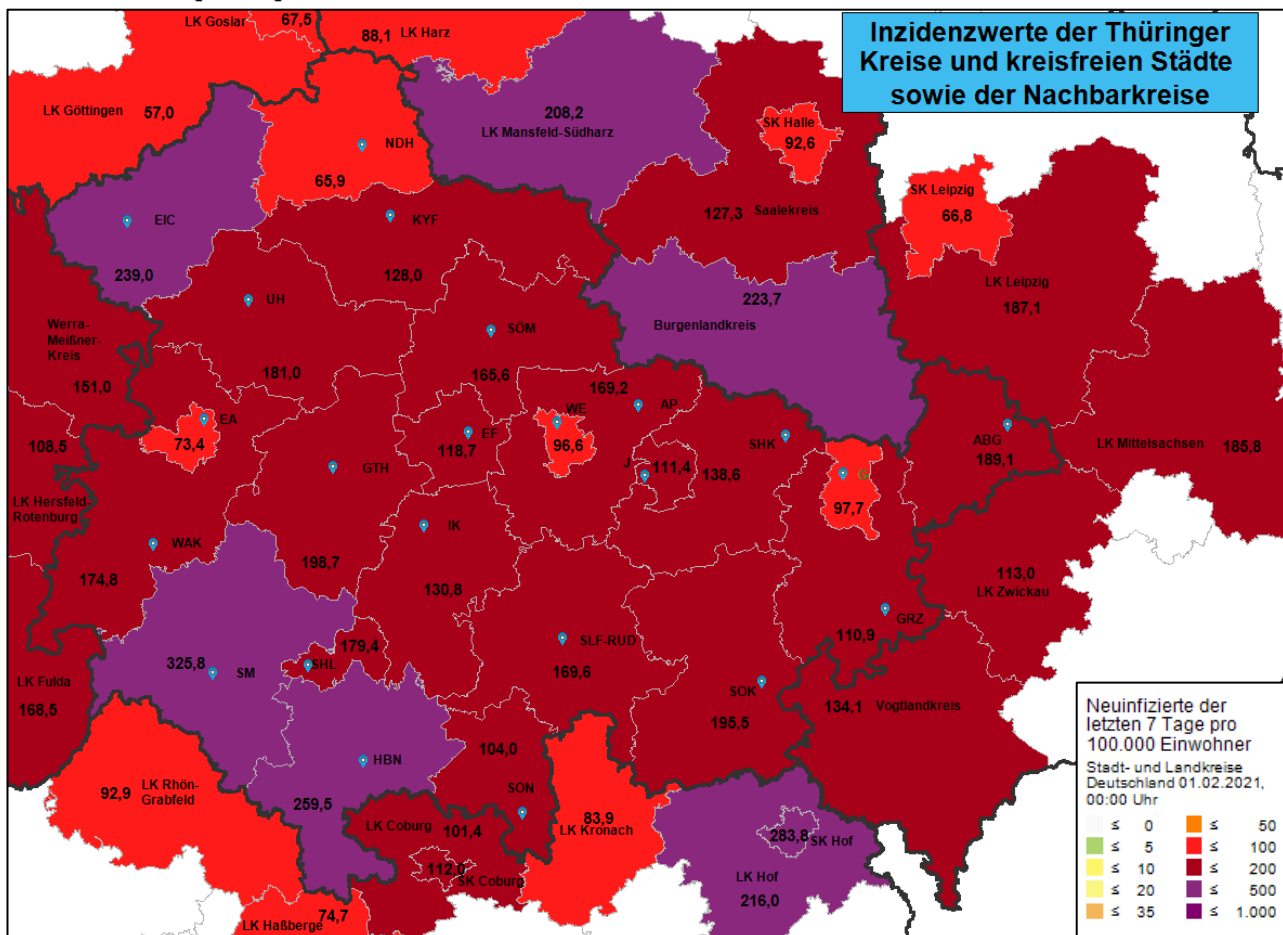 LK Goslar
67,5
88,1
LK Harz
Inzidenzwerte der Thüringer
Kreise und kreisfreien Städte
sowie der Nachbarkreise
LK Göttingen
57,0
NDH
65,9
208,2
LK Mansfeld-Südharz
SK Halle
92,6
SK Leipzig
66,8
EIC
239,0
KYF
128,0
127,3
Saalekreis
UH
181,0
SÖM
165,6
223,7
Burgenlandkreis
LK Leipzig
187,1
Werra-
Meißner-
Kreis
151,0
EA
73,4
EF
118,7
169,2
WE
96,6
AP
SHK
138,6
J
111,4
G
97,7
ABG
189,1
LK Mittelsachsen
185,8
108,5
GTH
198,7
LK Hersfeld-
Rotenburg
WAK
174,8
IK
130,8
113,0
LK Zwickau
GRZ
110,9
SLF-RUD
169,6
325,8
SM
SHL
179,4
LK Fulda
168,5
SOK
195,5
134,1
Vogtlandkreis
HBN
259,5
104,0
SON
92,9
LK Rhön-
Grabfeld
LK Coburg
101,4
112,0
SK Coburg
83,9
LK Kronach
283,8
SK Hof
LK Hof
216,0
74,7
LK Haßberge
Neuinfizierte der
letzten 7 Tage pro
100.000 Einwohner
Stadt- und Landkreise
Deutschland 01.02.2021,
00:00 Uhr
≤ 0 ≤ 50
≤ 5 ≤ 100
≤ 10 ≤ 200
≤ 20 ≤ 500
≤ 35 ≤ 1.000